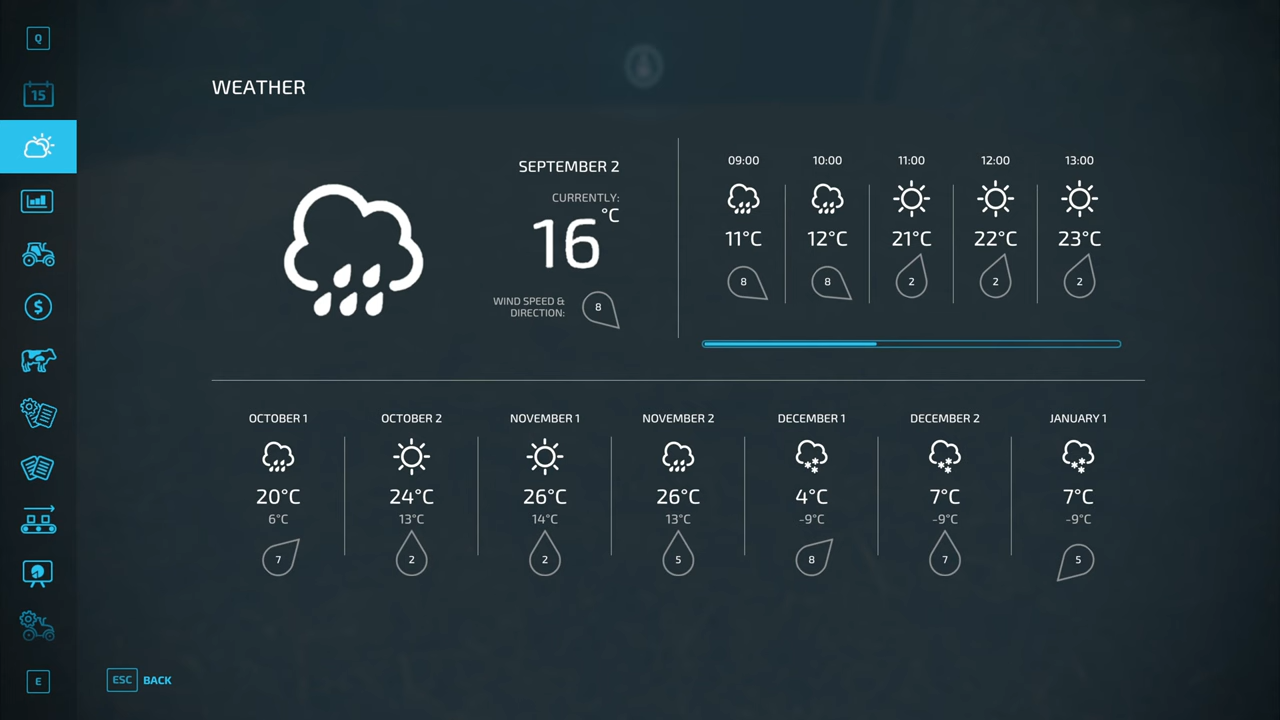 Q
15
WEATHER
SEPTEMBER 2
CURRENTLY:
16 °C
WIND SPEED &
DIRECTION:
8
09:00 10:00 11:00 12:00 13:00
11°C 12°C 21°C 22°C 23°C
8 8 2 2 2
OCTOBER 1 OCTOBER 2 NOVEMBER 1 NOVEMBER 2 DECEMBER 1 DECEMBER 2 JANUARY 1
20°C 24°C 26°C 26°C 4°C 7°C 7°C
6°C 13°C 14°C 13°C -9°C -9°C -9°C
7 2 2 5 8 7 5
$
E
ESC BACK